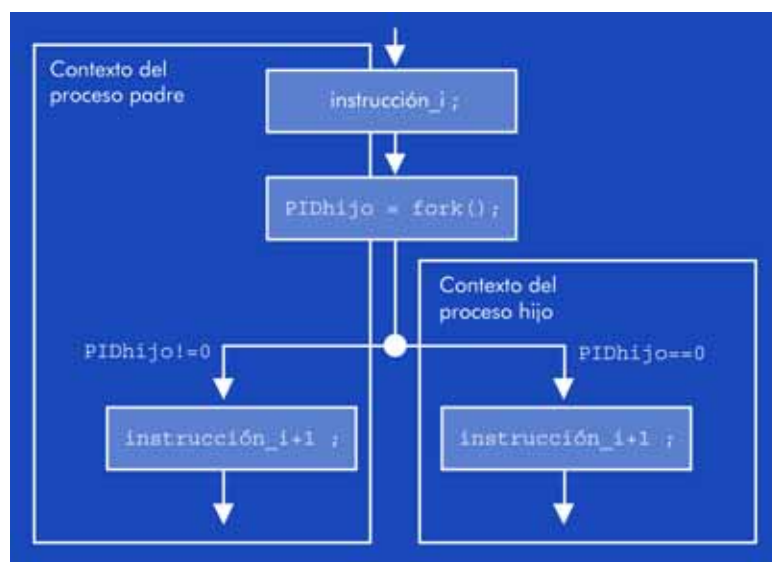 Contexto del
proceso padre
instrucción_i ;
PIDhijo = fork();
Contexto del
proceso hijo
PIDhijo!=0
PIDhijo==0
instrucción_i+1 ;
instrucción_i+1 ;